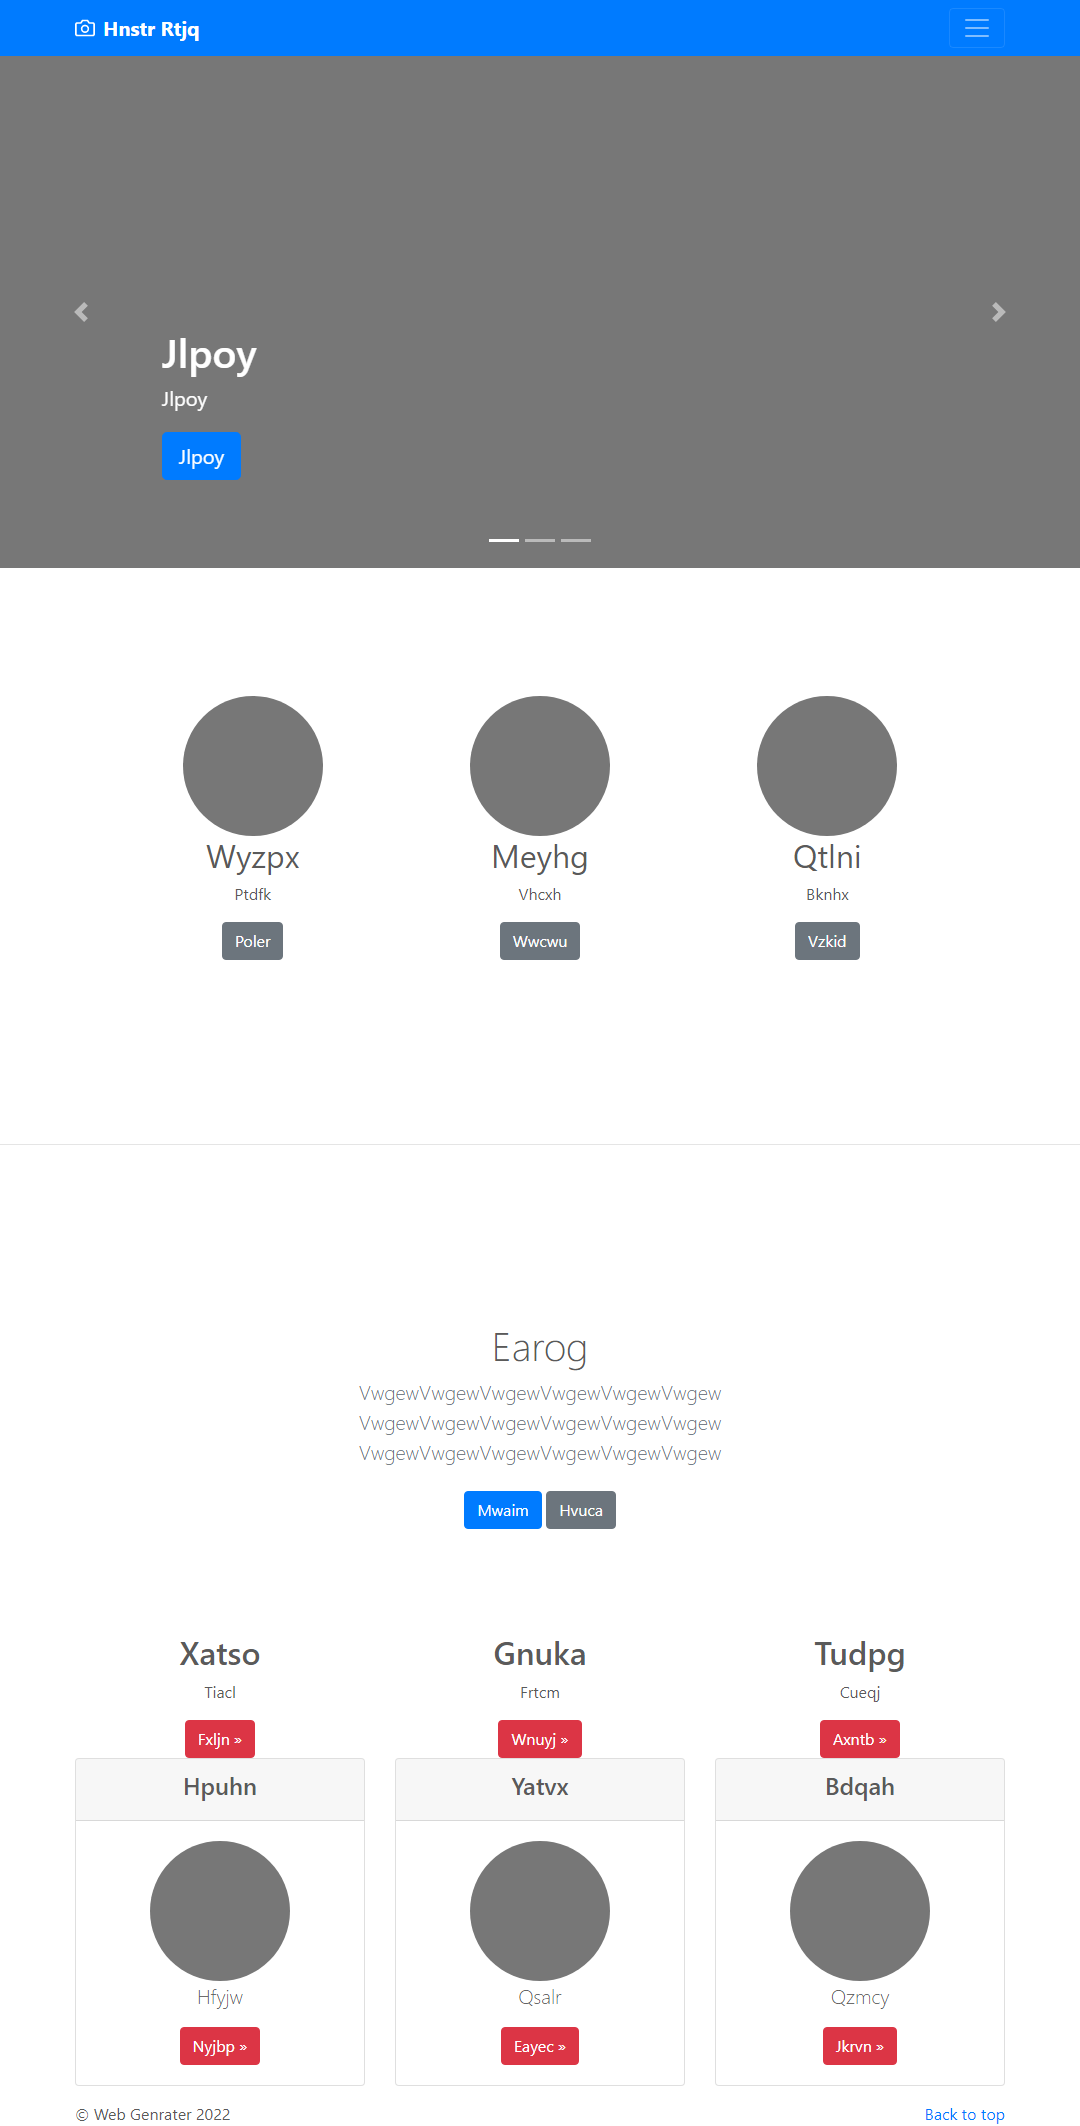 Hnstr Rtjq
Jlpoy
Jlpoy
Jlpoy
Wyzpx Meyhg Qtlni
Ptdfk Vhcxh Bknhx
Poler Wwcwu Vzkid
Earog
VwgewVwgewVwgewVwgewVwgewVwgew
VwgewVwgewVwgewVwgewVwgewVwgew
VwgewVwgewVwgewVwgewVwgewVwgew
Mwaim Hvuca
Xatso Gnuka Tudpg
Tiacl Frtcm Cueqj
Fxljn » Wnuyj » Axntb »
Hpuhn Yatvx Bdqah
Hfyjw Qsalr Qzmcy
Nyjbp » Eayec » Jkrvn »
© Web Genrater 2022 Back to top